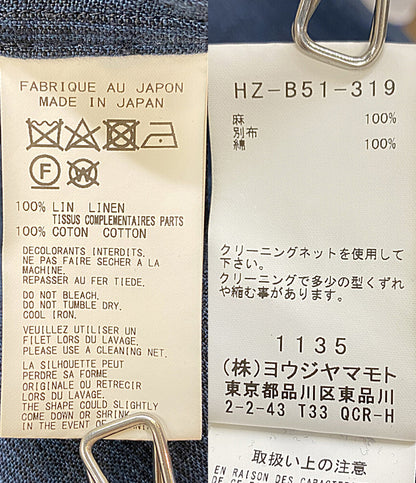 FABRIQUE AU JAPON
MADE IN JAPAN
F
W
100% LIN LINEN
TISSUS COMPLEMENTAIRES PARTS
100% COTON COTTON
DECOLORANTS INTERDITS.
NE PAS FAIRE SECHER A LA
MACHINE.
REPASSER AU FER TIEDE.
DO NOT BLEACH.
DO NOT TUMBLE DRY.
COOL IRON.
VEUILLEZ UTILISER UN
FILET LORS DU LAVAGE.
PLEASE USE A CLEANING NET.
LA SILHOUETTE PEUT
PERDRE SA FORME
ORIGINALE OU RETRECIR
LORS DU LAVAGE.
THE SHAPE COULD SLIGHTLY
COME DOWN OR SHRINK
IN THE EVENT OF
HZ-B51-319
麻 100%
別布
綿 100%
クリーニングネットを使用して
下さい。
クリーニングで多少の型くずれ
や縮む事があります。
1135
(株)ヨウジヤマモト
東京都品川区東品川
2-2-43 T33 QCR-H
取扱い上の注意
EN RAISON DES CARACTE